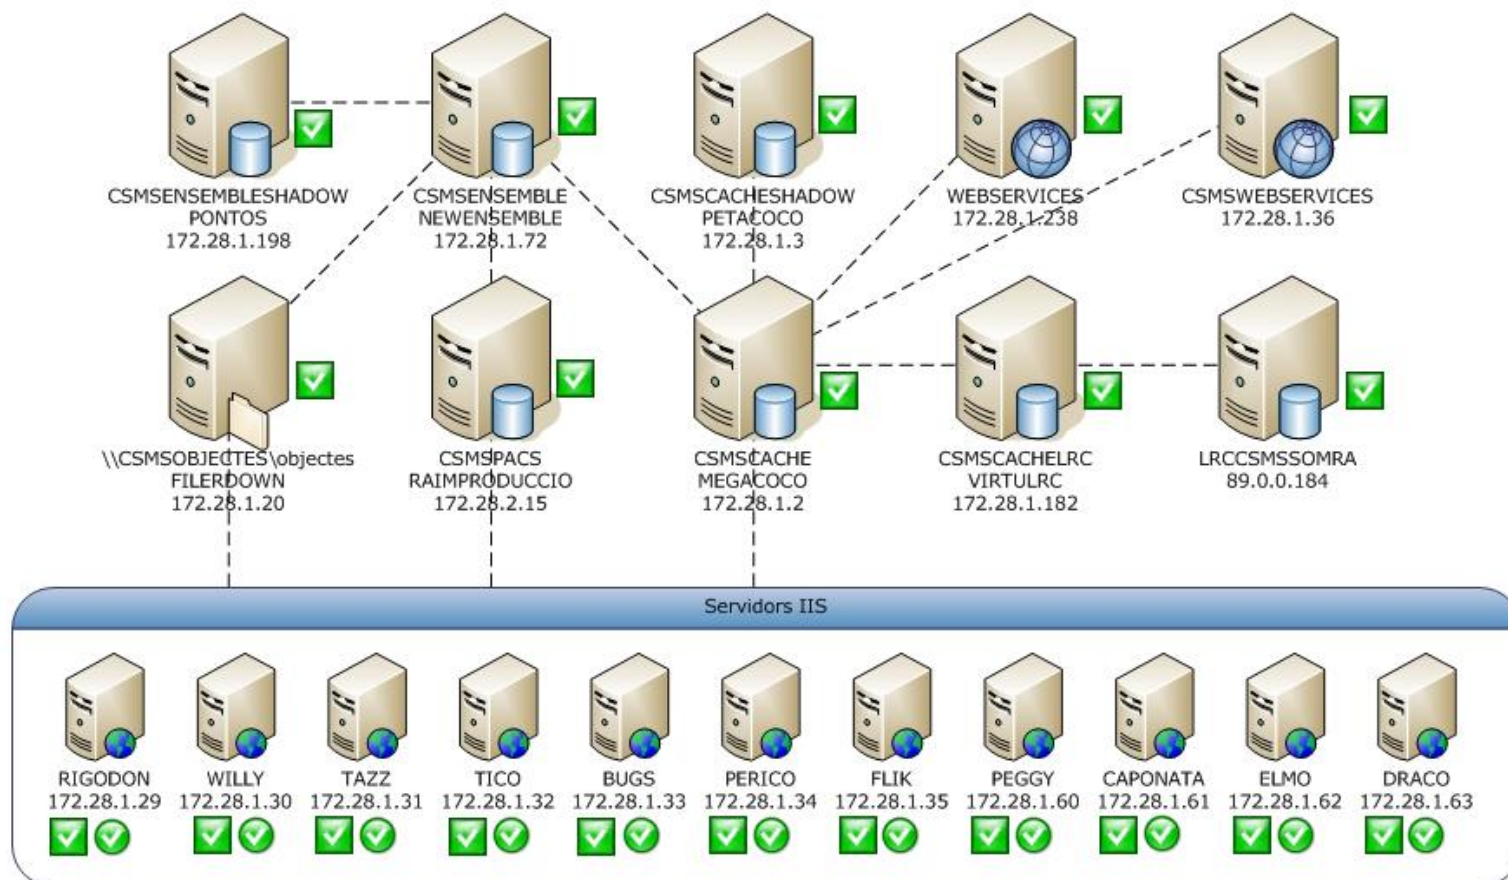 CSMSENSEMBLESHADOW
PONTOS
172.28.1.198
CSMSENSEMBLE
NEWENSEMBLE
172.28.1.72
CSMSCACHESHADOW
PETACOCO
172.28.1.3
WEBSERVICES
172.28.1.238
CSMSWEBSERVICES
172.28.1.36
\\CSMSOBJECTES\objectes
FILERDOWN
172.28.1.20
CSMSPACS
RAIMPRODUCCIO
172.28.2.15
CSMSCACHE
MEGACOCO
172.28.1.2
CSMSCACHELRC
VIRTULRC
172.28.1.182
LRCCSMSSOMRA
89.0.0.184
Servidors IIS
RIGODON
172.28.1.29
WILLY
172.28.1.30
TAZZ
172.28.1.31
TICO
172.28.1.32
BUGS
172.28.1.33
PERICO
172.28.1.34
FLIK
172.28.1.35
PEGGY
172.28.1.60
CAPONATA
172.28.1.61
ELMO
172.28.1.62
DRACO
172.28.1.63